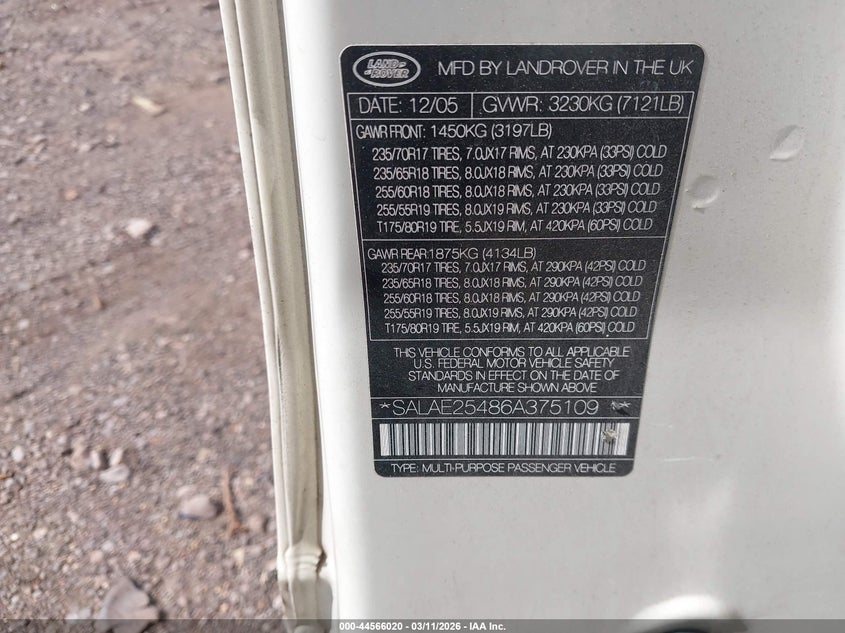 LAND-
-ROVER
MFD BY LANDROVER IN THE UK
DATE: 12/05 GVWR: 3230KG (7121LB)
GAWR FRONT: 1450KG (3197LB)
235/70R17 TIRES, 7.0JX17 RIMS, AT 230KPA (33PSI) COLD
235/65R18 TIRES, 8.0JX18 RIMS, AT 230KPA (33PSI) COLD
255/60R18 TIRES, 8.0JX18 RIMS, AT 230KPA (33PSI) COLD
255/55R19 TIRES, 8.0JX19 RIMS, AT 230KPA (33PSI) COLD
T175/80R19 TIRE, 5.5JX19 RIM, AT 420KPA (60PSI) COLD
GAWR REAR:1875KG (4134LB)
235/70R17 TIRES, 7.0JX17 RIMS, AT 290KPA (42PSI) COLD
235/65R18 TIRES, 8.0JX18 RIMS, AT 290KPA (42PSI) COLD
255/60R18 TIRES, 8.0JX18 RIMS, AT 290KPA (42PSI) COLD
255/55R19 TIRES, 8.0JX19 RIMS, AT 290KPA (42PSI) COLD
T175/80R19 TIRE, 5.5JX19 RIM, AT 420KPA (60PSI) COLD
THIS VEHICLE CONFORMS TO ALL APPLICABLE
U.S. FEDERAL MOTOR VEHICLE SAFETY
STANDARDS IN EFFECT ON THE DATE OF
MANUFACTURE SHOWN ABOVE
*SALAE25486A375109*
TYPE: MULTI-PURPOSE PASSENGER VEHICLE
000-44566020 - 03/11/2026 - IAA Inc.